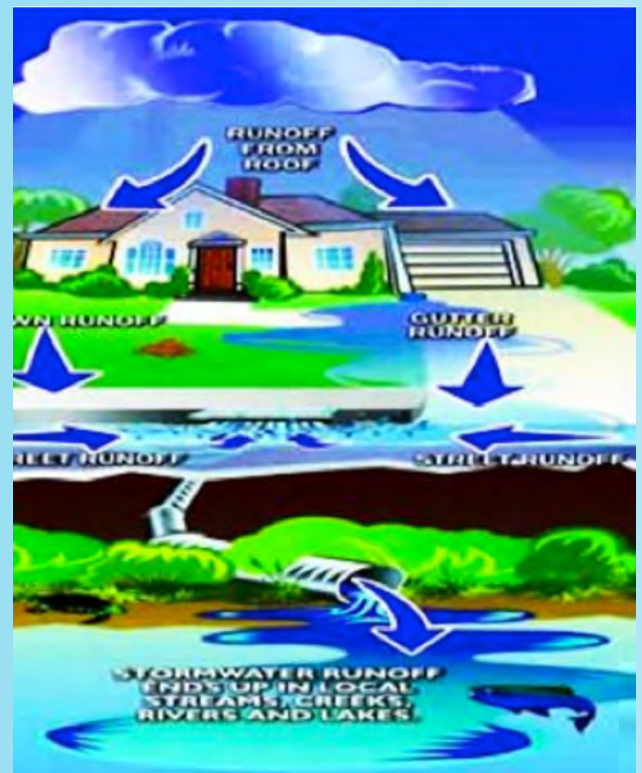 RUNOFF
FROM
ROOF
WN RUNOFF
GUTTER
RUNOFF
REET RUNOFF
STREET RUNOFF
STORMWATER RUNOFF
ENDS UP IN LOCAL
STREAMS, CREEKS,
RIVERS AND LAKES.